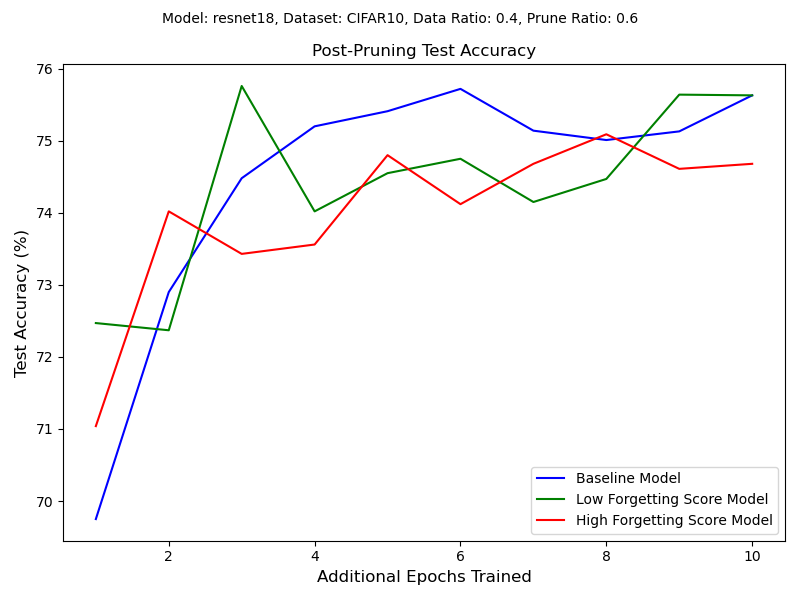 Model: resnet18, Dataset: CIFAR10, Data Ratio: 0.4, Prune Ratio: 0.6
Post-Pruning Test Accuracy
76
75
74
73
72
71
70
Test Accuracy (%)
Baseline Model
Low Forgetting Score Model
High Forgetting Score Model
2 4 6 8 10
Additional Epochs Trained